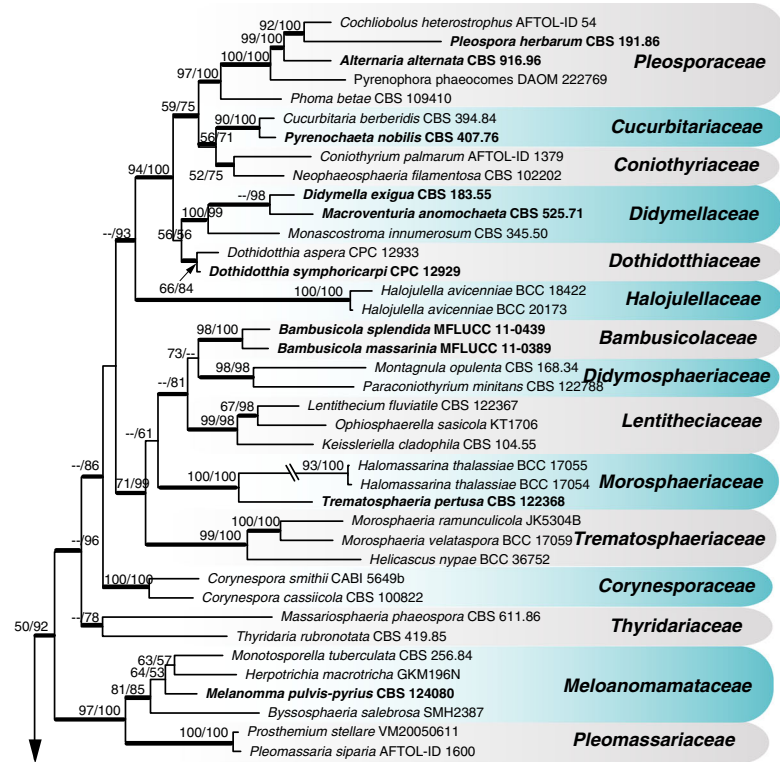 92/100
Cochliobolus heterostrophus AFTOL-ID 54
99/100
Pleospora herbarum CBS 191.86
100/100
Alternaria alternata CBS 916.96
Pleosporaceae
97/100
Pyrenophora phaeocomes DAOM 222769
Phoma betae CBS 109410
59/75
90/100
Cucurbitaria berberidis CBS 394.84
Cucurbitariaceae
56/71
Pyrenochaeta nobilis CBS 407.76
Coniothyrium palmarum AFTOL-ID 1379
Coniothyriaceae
94/100
52/75
Neophaeosphaeria filamentosa CBS 102202
--/98
Didymella exigua CBS 183.55
100/99
Macroventuria anomochaeta CBS 525.71
Didymellaceae
--/93
56/56
Monascostroma innumerosum CBS 345.50
Dothidotthia aspera CPC 12933
Dothidotthiaceae
Dothidotthia symphoricarpi CPC 12929
66/84
100/100
Halojulella avicenniae BCC 18422
Halojulellaceae
Halojulella avicenniae BCC 20173
98/100
Bambusicola splendida MFLUCC 11-0439
Bambusicolaceae
73/--
Bambusicola massarinia MFLUCC 11-0389
98/98
Montagnula opulenta CBS 168.34
Didymosphaeriaceae
--/81
Paraconiothyrium minitans CBS 122788
67/98
Lentithecium fluviatile CBS 122367
99/98
Ophiosphaerella sasicola KT1706
Lentitheciaceae
--/61
Keissleriella cladophila CBS 104.55
--/86
93/100
Halomassarina thalassiae BCC 17055
71/99
100/100
Halomassarina thalassiae BCC 17054
Morosphaeriaceae
Trematosphaeria pertusa CBS 122368
100/100
Morosphaeria ramunculicola JK5304B
99/100
Morosphaeria velataspora BCC 17059
Trematosphaeriaceae
--/96
Helicascus nypae BCC 36752
100/100
Corynespora smithii CABI 5649b
Corynesporaceae
Corynespora cassiicola CBS 100822
--/78
Massariosphaeria phaeospora CBS 611.86
Thyridariaceae
50/92
Thyridaria rubronotata CBS 419.85
63/57
Monotosporella tuberculata CBS 256.84
64/53
Herpotrichia macrotricha GKM196N
Meloanomamataceae
81/85
Melanomma pulvis-pyrius CBS 124080
97/100
Byssosphaeria salebrosa SMH2387
100/100
Prosthemium stellare VM20050611
Pleomassariaceae
Pleomassaria siparia AFTOL-ID 1600